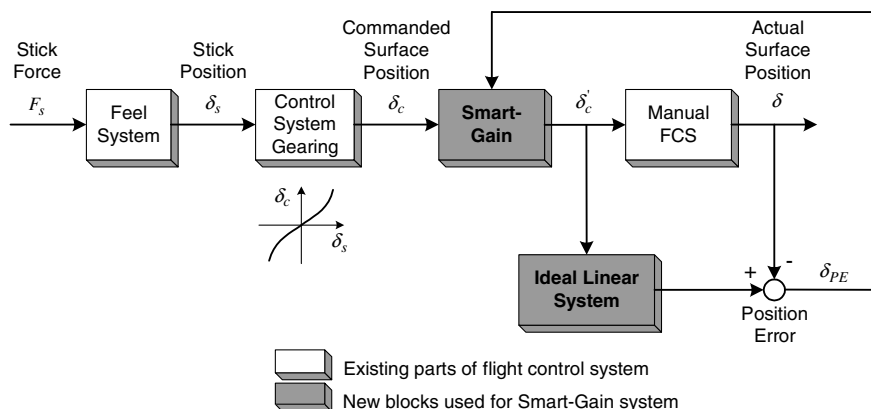 Stick
Force
F_s
Feel
System
Stick
Position
δ_s
Control
System
Gearing
δ_c
δ_s
Commanded
Surface
Position
δ_c
Smart-
Gain
δ_c'
Manual
FCS
Actual
Surface
Position
δ
Ideal Linear
System
+
-
δ_PE
Position
Error
Existing parts of flight control system
New blocks used for Smart-Gain system